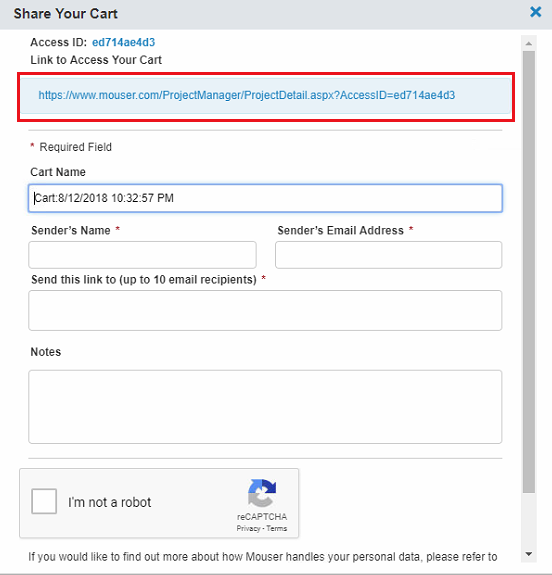 Share Your Cart
Access ID: ed714ae4d3
Link to Access Your Cart
https://www.mouser.com/ProjectManager/ProjectDetail.aspx?AccessID=ed714ae4d3
* Required Field
Cart Name
Cart:8/12/2018 10:32:57 PM
Sender's Name *
Sender's Email Address *
Send this link to (up to 10 email recipients) *
Notes
I'm not a robot
reCAPTCHA
Privacy - Terms
If you would like to find out more about how Mouser handles your personal data, please refer to